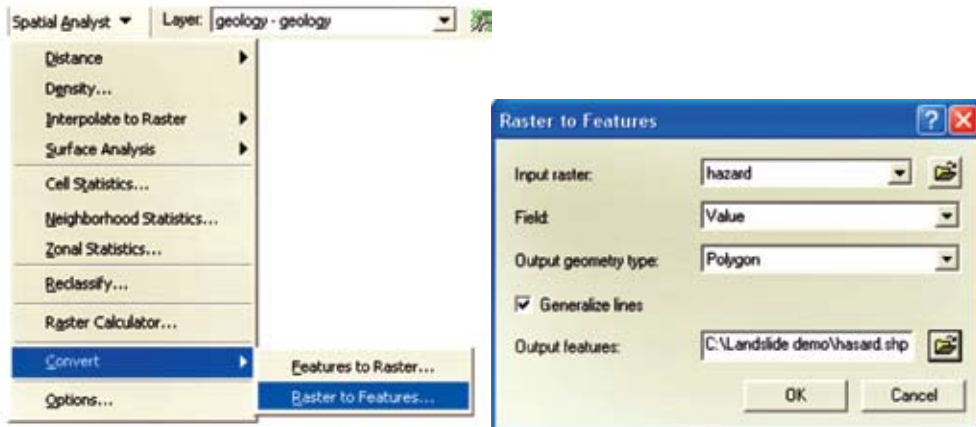 Spatial Analyst Layer: geology - geology
Distance
Density...
Interpolate to Raster
Surface Analysis
Cell Statistics...
Neighborhood Statistics...
Zonal Statistics...
Reclassify...
Raster Calculator...
Convert
Options...
Features to Raster...
Raster to Features...
Raster to Features
Input raster: hazard
Field: Value
Output geometry type: Polygon
Generalize lines
Output features: C:\Landslide demo\hasard.shp
OK Cancel